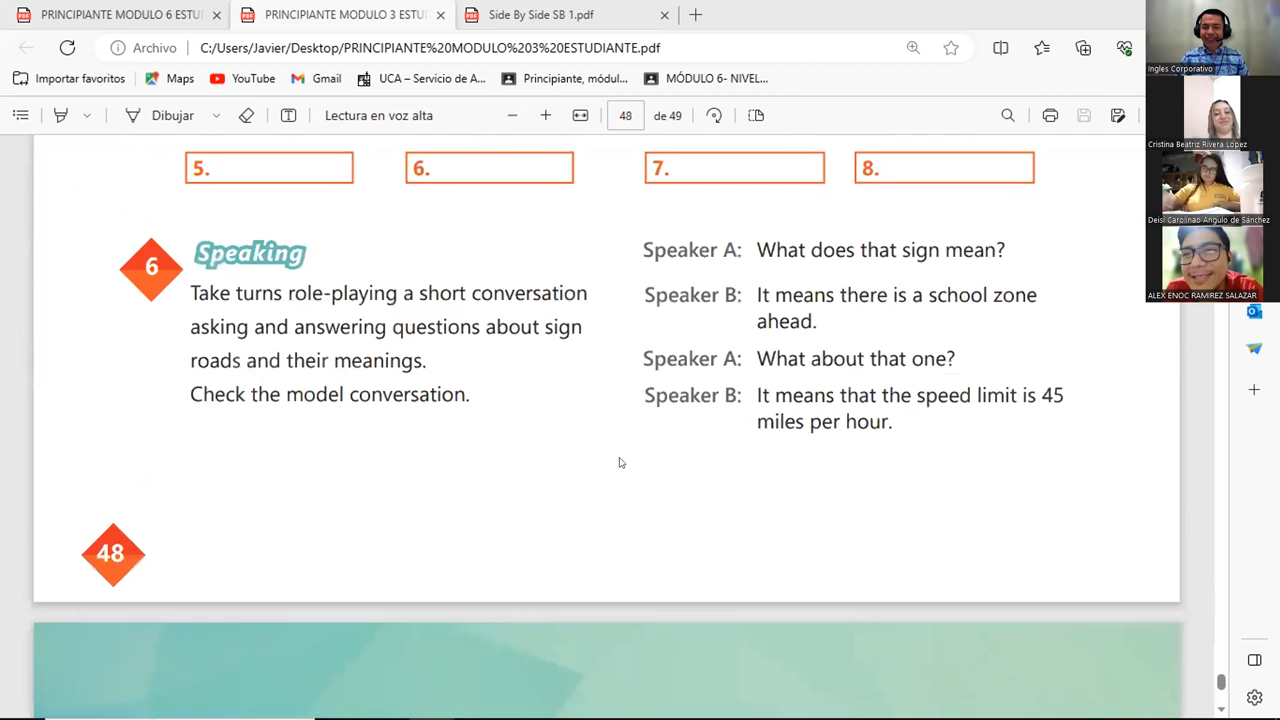 PRINCIPIANTE MODULO 6 ESTUD
PRINCIPIANTE MODULO 3 ESTUD
Side By Side SB 1.pdf
Archivo
C:/Users/Javier/Desktop/PRINCIPIANTE%20MODULO%203%20ESTUDIANTE.pdf
Importar favoritos
Maps
YouTube
Gmail
UCA – Servicio de Ac...
Principiante, módul...
MÓDULO 6- NIVEL...
Dibujar
Lectura en voz alta
48
de 49
5.
6.
7.
8.
6
Speaking
Take turns role-playing a short conversation
asking and answering questions about sign
roads and their meanings.
Check the model conversation.
Speaker A: What does that sign mean?
Speaker B: It means there is a school zone
ahead.
Speaker A: What about that one?
Speaker B: It means that the speed limit is 45
miles per hour.
48
Ingles Corporativo
Cristina Beatriz Rivera Lopez
Deisi Carolinao Angulo de Sánchez
ALEX ENOC RAMIREZ SALAZAR